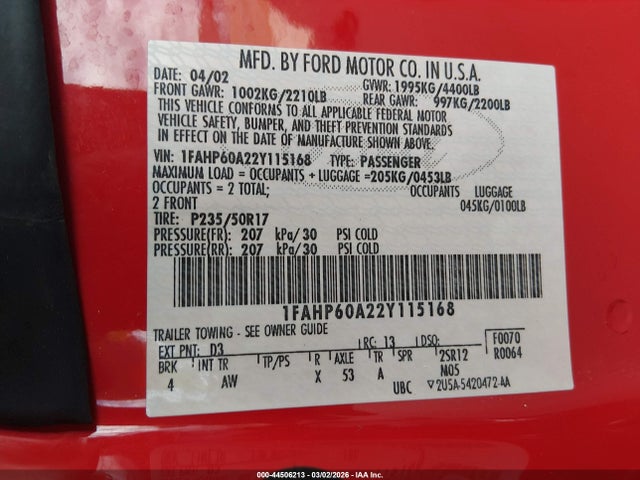 MFD. BY FORD MOTOR CO. IN U.S.A.
DATE: 04/02 GVWR: 1995KG/4400LB
FRONT GAWR: 1002KG/2210LB REAR GAWR: 997KG/2200LB
THIS VEHICLE CONFORMS TO ALL APPLICABLE FEDERAL MOTOR
VEHICLE SAFETY, BUMPER, AND THEFT PREVENTION STANDARDS
IN EFFECT ON THE DATE OF MANUFACTURE SHOWN ABOVE.
VIN: 1FAHP60A22Y115168 TYPE: PASSENGER
MAXIMUM LOAD = OCCUPANTS + LUGGAGE = 205KG/0453LB
OCCUPANTS = 2 TOTAL; OCCUPANTS LUGGAGE
2 FRONT 045KG/0100LB
TIRE: P235/50R17
PRESSURE(FR): 207 kPa/30 PSI COLD
PRESSURE(RR): 207 kPa/30 PSI COLD
1FAHP60A22Y115168
TRAILER TOWING - SEE OWNER GUIDE
EXT PNT: D3 RC: 13 DSO: F0070
BRK INT TR TP/PS R AXLE TR SPR 2SR12 R0064
4 AW X 53 A M05
UBC ▽2U5A-5420472-AA
000-44506213 - 03/02/2026 - IAA Inc.